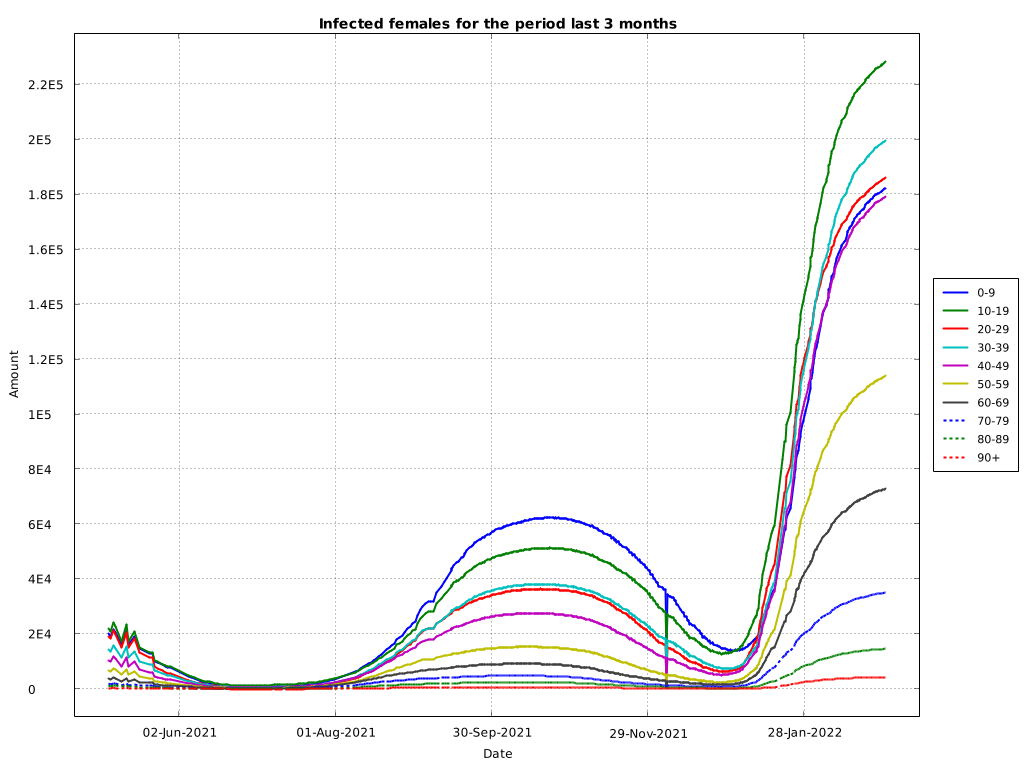 Infected females for the period last 3 months
2.2E5
2E5
1.8E5
1.6E5
1.4E5
1.2E5
1E5
8E4
6E4
4E4
2E4
0
Amount
02-Jun-2021
01-Aug-2021
30-Sep-2021
29-Nov-2021
28-Jan-2022
Date
0-9
10-19
20-29
30-39
40-49
50-59
60-69
70-79
80-89
90+